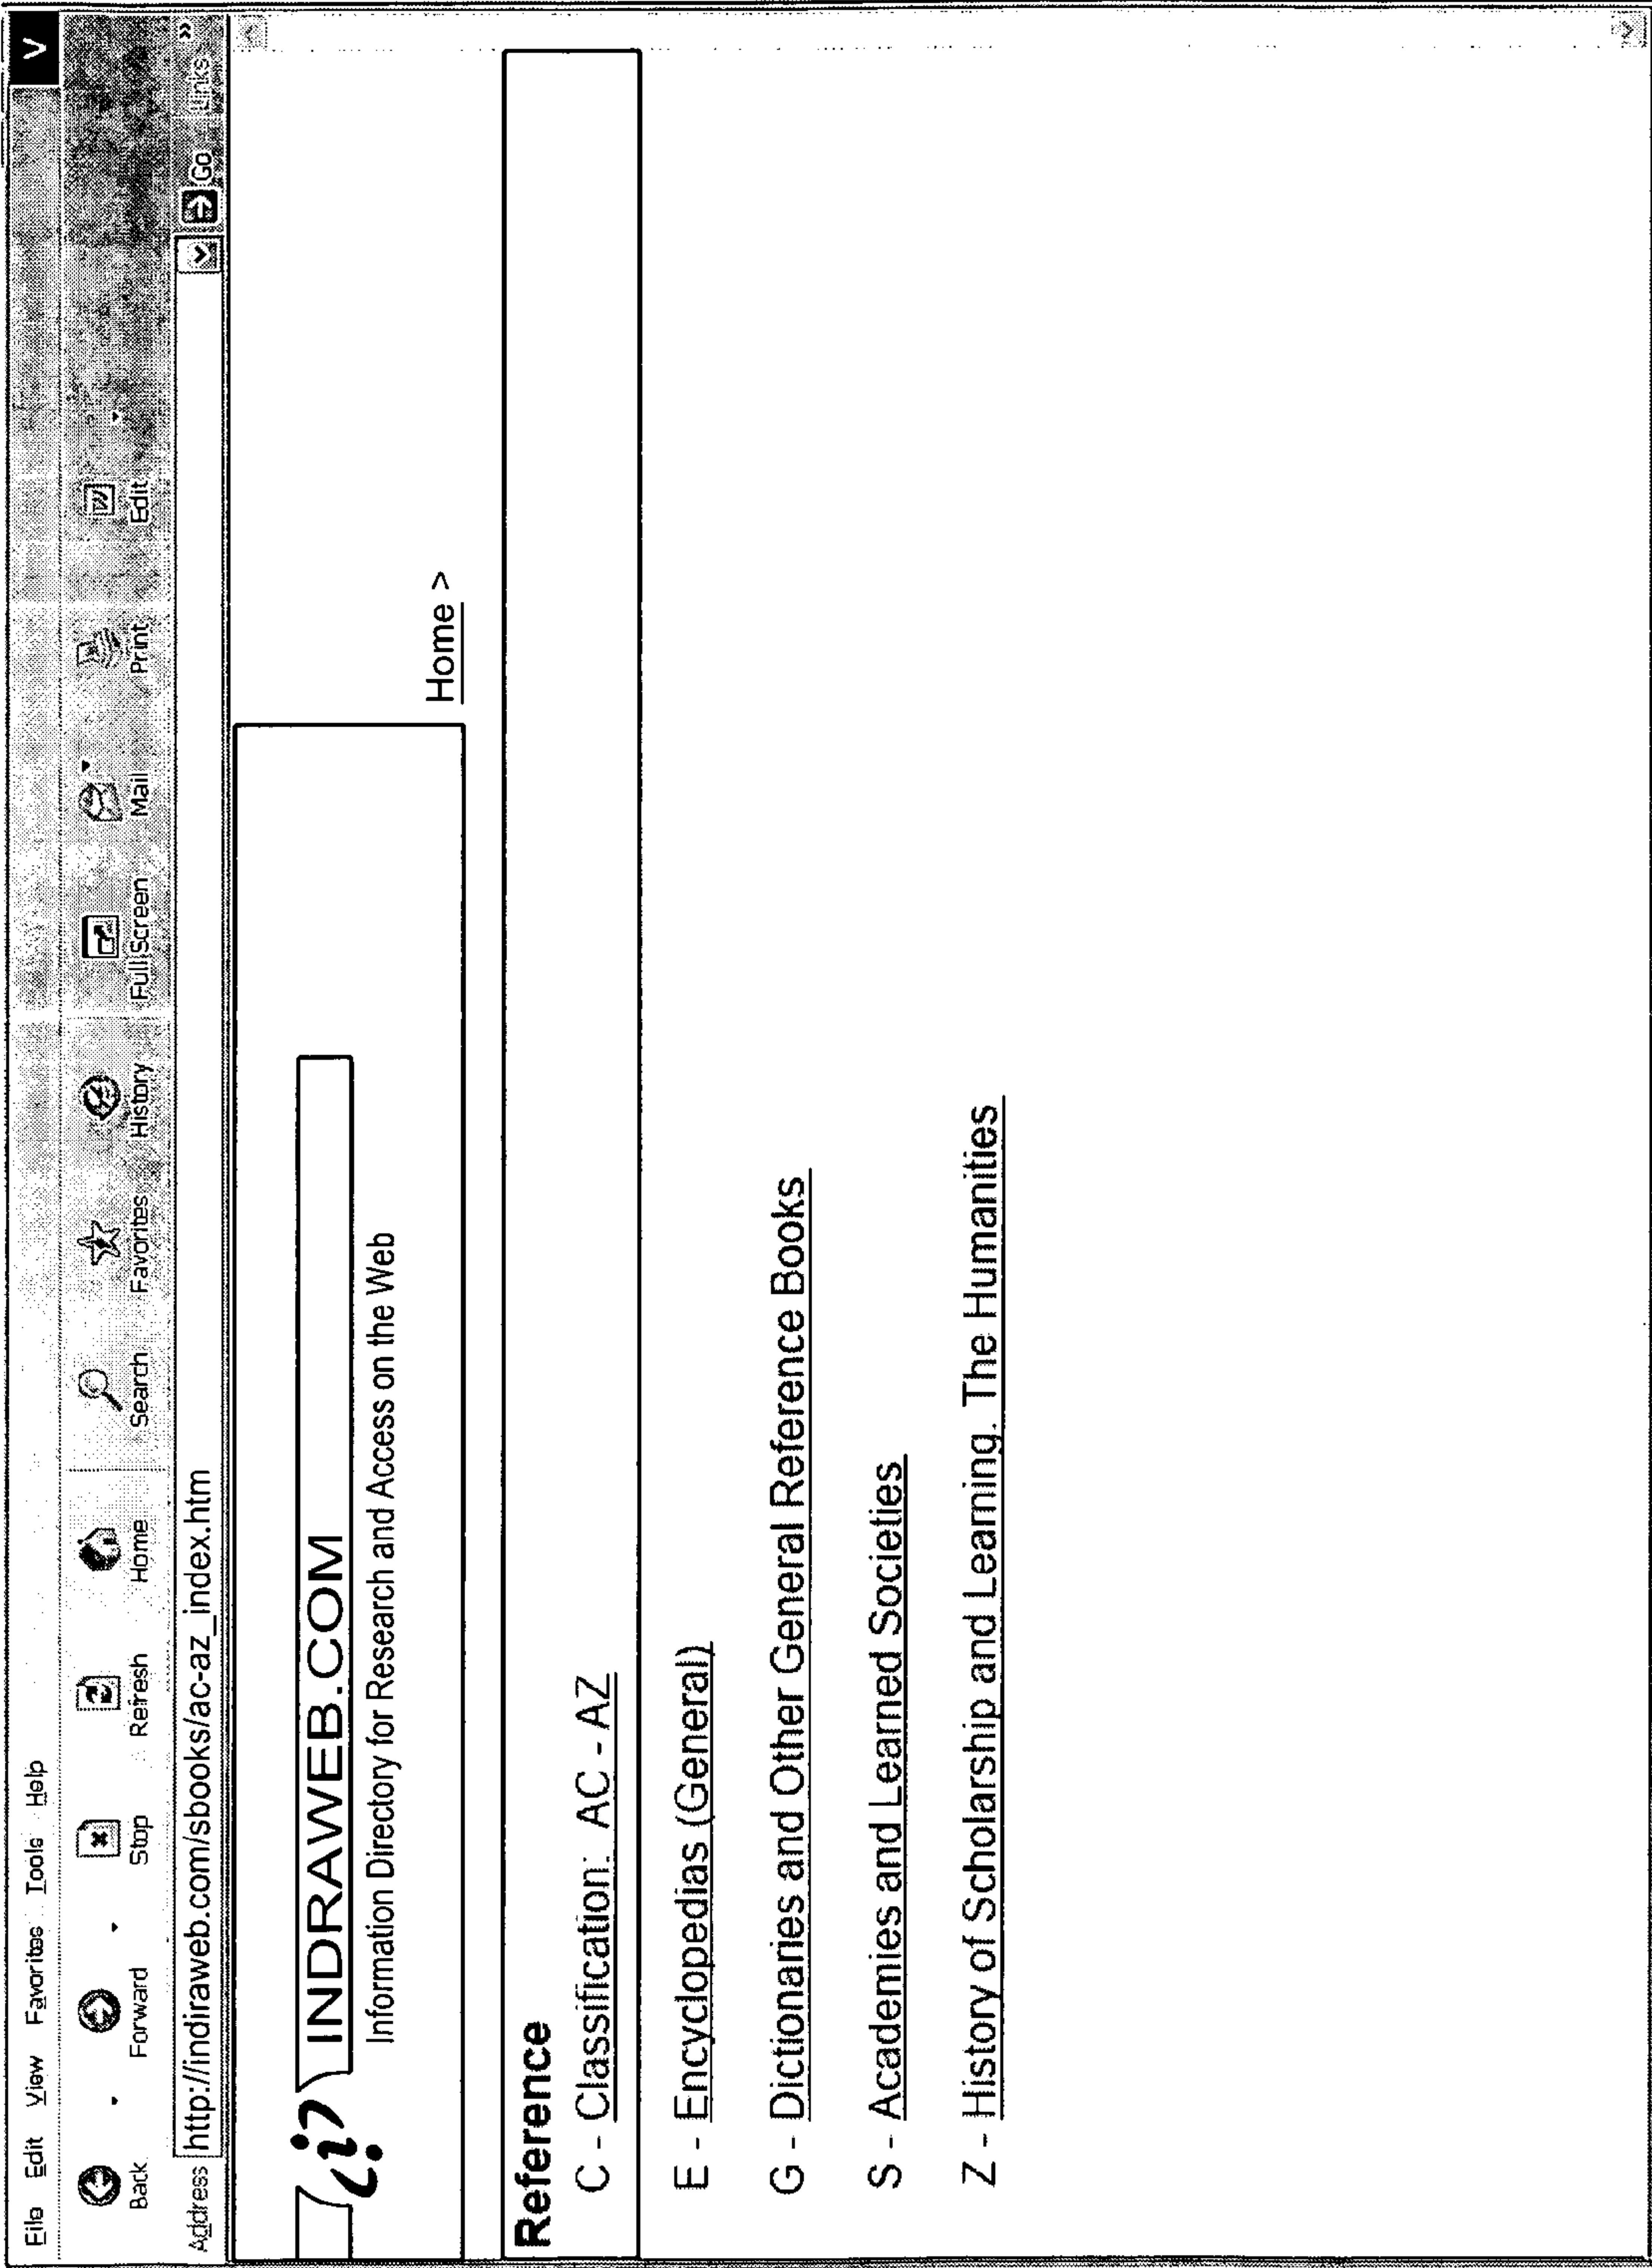 File Edit View Favorites Tools Help
Back Forward Stop Refresh Home Search Favorites History Full Screen Mail Print Edit
Address http://indiraweb.com/sbooks/ac-az_index.htm Go Links »
INDRAWEB.COM
Information Directory for Research and Access on the Web
Home >
Reference
C - Classification: AC - AZ
E - Encyclopedias (General)
G - Dictionaries and Other General Reference Books
S - Academies and Learned Societies
Z - History of Scholarship and Learning. The Humanities